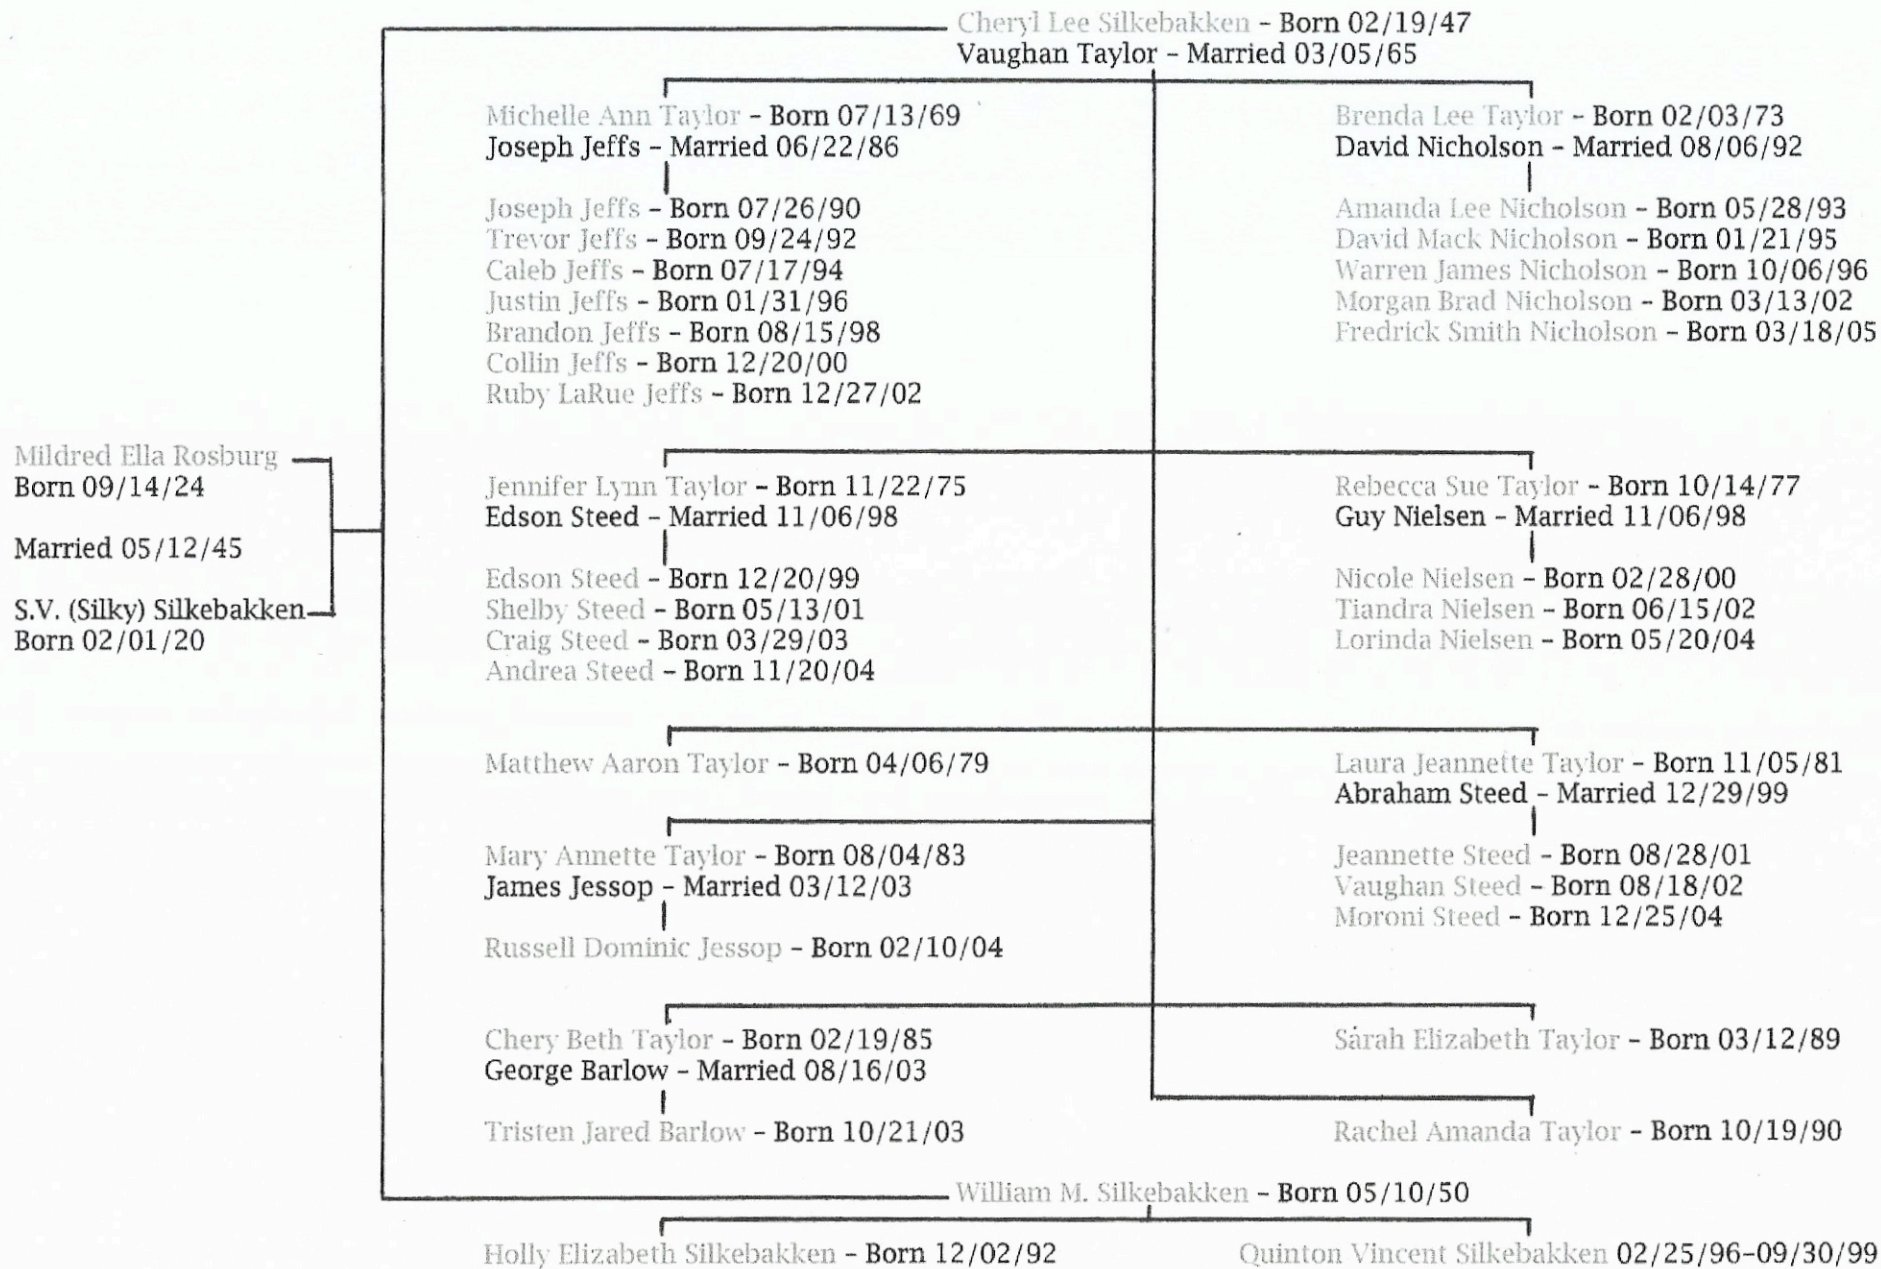 Cheryl Lee Silkebakken – Born 02/19/47
Vaughan Taylor – Married 03/05/65
Michelle Ann Taylor – Born 07/13/69
Joseph Jeffs – Married 06/22/86
Joseph Jeffs – Born 07/26/90
Trevor Jeffs – Born 09/24/92
Caleb Jeffs – Born 07/17/94
Justin Jeffs – Born 01/31/96
Brandon Jeffs – Born 08/15/98
Collin Jeffs – Born 12/20/00
Ruby LaRue Jeffs – Born 12/27/02
Brenda Lee Taylor – Born 02/03/73
David Nicholson – Married 08/06/92
Amanda Lee Nicholson – Born 05/28/93
David Mack Nicholson – Born 01/21/95
Warren James Nicholson – Born 10/06/96
Morgan Brad Nicholson – Born 03/13/02
Fredrick Smith Nicholson – Born 03/18/05
Mildred Ella Rosburg
Born 09/14/24
Married 05/12/45
S.V. (Silky) Silkebakken
Born 02/01/20
Jennifer Lynn Taylor – Born 11/22/75
Edson Steed – Married 11/06/98
Edson Steed – Born 12/20/99
Shelby Steed – Born 05/13/01
Craig Steed – Born 03/29/03
Andrea Steed – Born 11/20/04
Rebecca Sue Taylor – Born 10/14/77
Guy Nielsen – Married 11/06/98
Nicole Nielsen – Born 02/28/00
Tiandra Nielsen – Born 06/15/02
Lorinda Nielsen – Born 05/20/04
Matthew Aaron Taylor – Born 04/06/79
Laura Jeannette Taylor – Born 11/05/81
Abraham Steed – Married 12/29/99
Jeannette Steed – Born 08/28/01
Vaughan Steed – Born 08/18/02
Moroni Steed – Born 12/25/04
Mary Annette Taylor – Born 08/04/83
James Jessop – Married 03/12/03
Russell Dominic Jessop – Born 02/10/04
Chery Beth Taylor – Born 02/19/85
George Barlow – Married 08/16/03
Tristen Jared Barlow – Born 10/21/03
Sarah Elizabeth Taylor – Born 03/12/89
Rachel Amanda Taylor – Born 10/19/90
William M. Silkebakken – Born 05/10/50
Holly Elizabeth Silkebakken – Born 12/02/92
Quinton Vincent Silkebakken 02/25/96–09/30/99